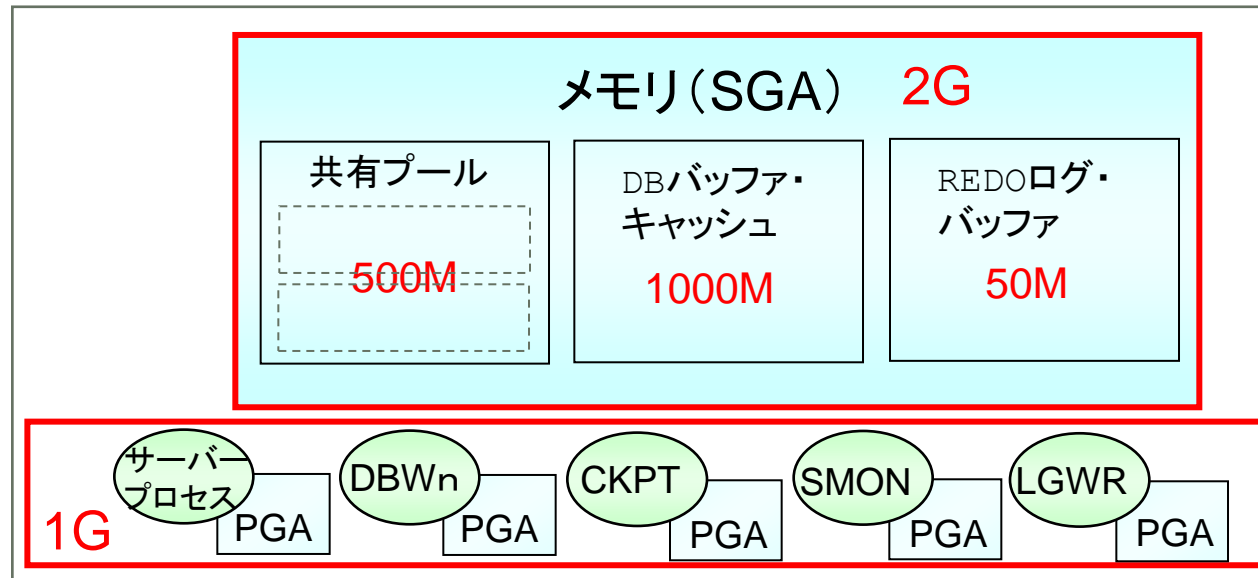 メモリ(SGA) 2G
共有プール
500M
DBバッファ・
キャッシュ
1000M
REDOログ・
バッファ
50M
1G
サーバー
プロセス
PGA
DBWn
PGA
CKPT
PGA
SMON
PGA
LGWR
PGA